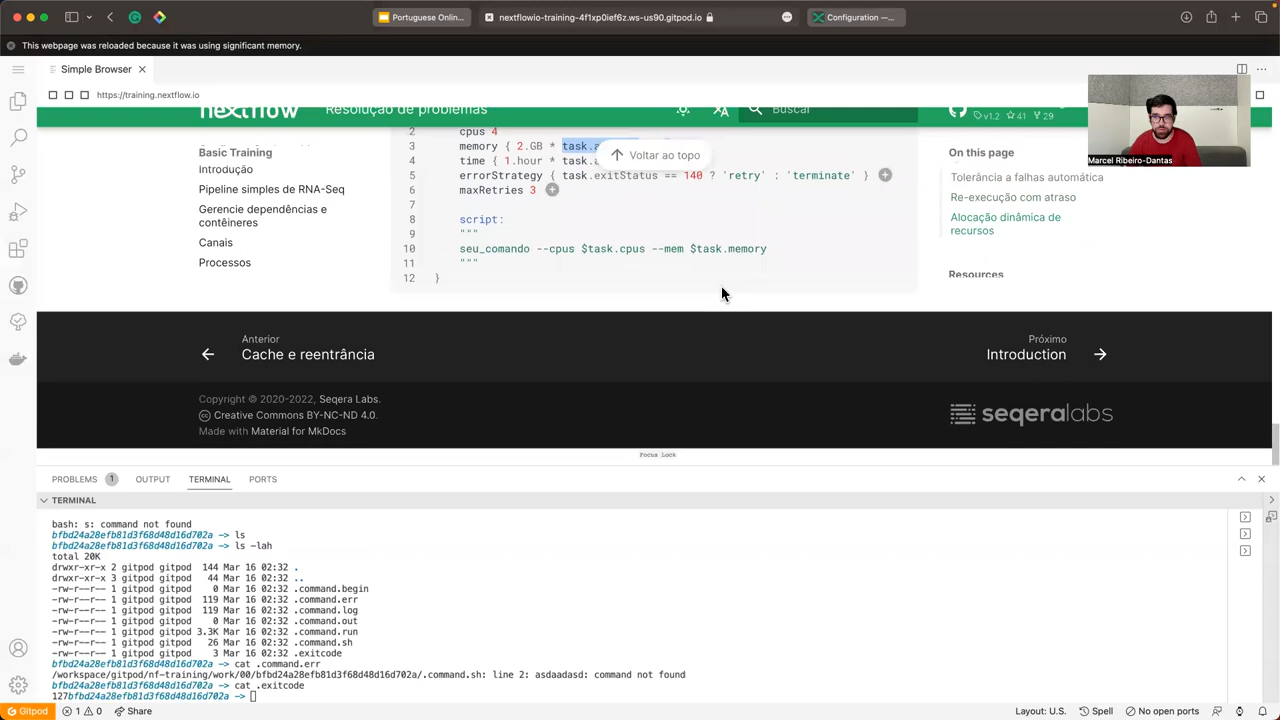 Portuguese Onlin...
nextflowio-training-4f1xp0ief6z.ws-us90.gitpod.io
Configuration —...
This webpage was reloaded because it was using significant memory.
Simple Browser
https://training.nextflow.io
nextflow
Resolução de problemas
Buscar
v1.2 41 29
Marcel Ribeiro-Dantas
Basic Training
Introdução
Pipeline simples de RNA-Seq
Gerencie dependências e
contêineres
Canais
Processos
2 cpus 4
3 memory { 2.GB * task.a
4 time { 1.hour * task.a
5 errorStrategy { task.exitStatus == 140 ? 'retry' : 'terminate' }
6 maxRetries 3
7
8 script:
9 """
10 seu_comando --cpus $task.cpus --mem $task.memory
11 """
12 }
Voltar ao topo
On this page
Tolerância a falhas automática
Re-execução com atraso
Alocação dinâmica de
recursos
Resources
Anterior
Cache e reentrância
Próximo
Introduction
Copyright © 2020-2022, Seqera Labs.
Creative Commons BY-NC-ND 4.0.
Made with Material for MkDocs
seqeralabs
Focus Lock
PROBLEMS 1 OUTPUT TERMINAL PORTS
TERMINAL
bash: s: command not found
bfbd24a28efb81d3f68d48d16d702a -> ls
bfbd24a28efb81d3f68d48d16d702a -> ls -lah
total 20K
drwxr-xr-x 2 gitpod gitpod 144 Mar 16 02:32 .
drwxr-xr-x 3 gitpod gitpod 44 Mar 16 02:32 ..
-rw-r--r-- 1 gitpod gitpod 0 Mar 16 02:32 .command.begin
-rw-r--r-- 1 gitpod gitpod 119 Mar 16 02:32 .command.err
-rw-r--r-- 1 gitpod gitpod 119 Mar 16 02:32 .command.log
-rw-r--r-- 1 gitpod gitpod 0 Mar 16 02:32 .command.out
-rw-r--r-- 1 gitpod gitpod 3.3K Mar 16 02:32 .command.run
-rw-r--r-- 1 gitpod gitpod 26 Mar 16 02:32 .command.sh
-rw-r--r-- 1 gitpod gitpod 3 Mar 16 02:32 .exitcode
bfbd24a28efb81d3f68d48d16d702a -> cat .command.err
/workspace/gitpod/nf-training/work/00/bfbd24a28efb81d3f68d48d16d702a/.command.sh: line 2: asdaadasd: command not found
bfbd24a28efb81d3f68d48d16d702a -> cat .exitcode
127bfbd24a28efb81d3f68d48d16d702a ->
Gitpod 1 0 Share
Layout: U.S. Spell No open ports